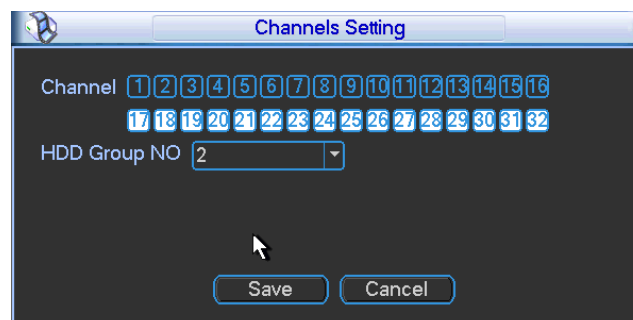 Channels Setting
Channel 1 2 3 4 5 6 7 8 9 10 11 12 13 14 15 16
17 18 19 20 21 22 23 24 25 26 27 28 29 30 31 32
HDD Group NO 2
Save Cancel